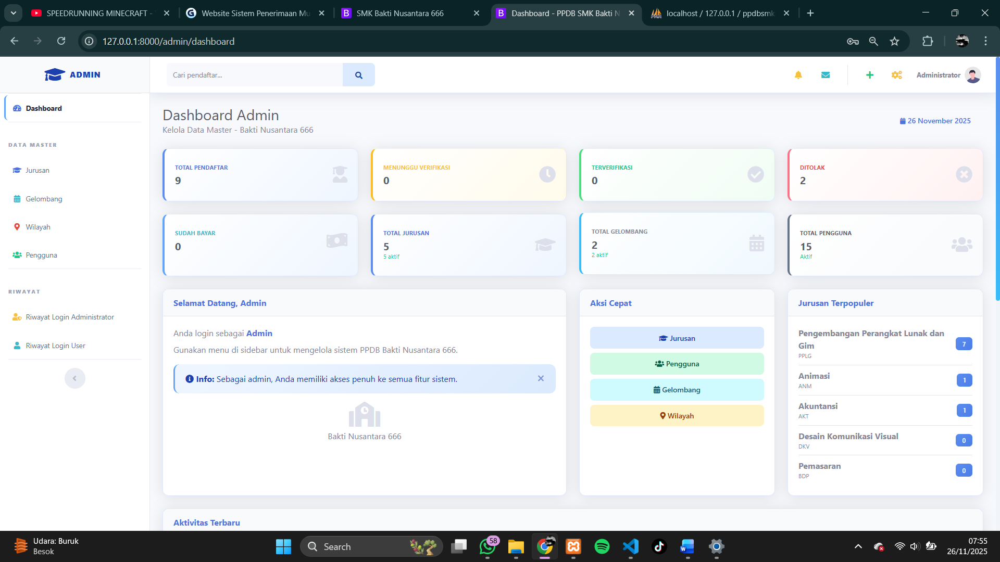 SPEEDRUNNING MINECRAFT -
Website Sistem Penerimaan Mu
SMK Bakti Nusantara 666
Dashboard - PPDB SMK Bakti N
localhost / 127.0.0.1 / ppdbsmk
127.0.0.1:8000/admin/dashboard
ADMIN
Cari pendaftar...
Administrator
Dashboard
DATA MASTER
Jurusan
Gelombang
Wilayah
Pengguna
RIWAYAT
Riwayat Login Administrator
Riwayat Login User
Dashboard Admin
Kelola Data Master - Bakti Nusantara 666
26 November 2025
TOTAL PENDAFTAR
9
MENUNGGU VERIFIKASI
0
TERVERIFIKASI
0
DITOLAK
2
SUDAH BAYAR
0
TOTAL JURUSAN
5
5 aktif
TOTAL GELOMBANG
2
2 aktif
TOTAL PENGGUNA
15
Aktif
Selamat Datang, Admin
Anda login sebagai Admin
Gunakan menu di sidebar untuk mengelola sistem PPDB Bakti Nusantara 666.
Info: Sebagai admin, Anda memiliki akses penuh ke semua fitur sistem.
Bakti Nusantara 666
Aksi Cepat
Jurusan
Pengguna
Gelombang
Wilayah
Jurusan Terpopuler
Pengembangan Perangkat Lunak dan
Gim
PPLG
7
Animasi
ANM
1
Akuntansi
AKT
1
Desain Komunikasi Visual
DKV
0
Pemasaran
BDP
0
Aktivitas Terbaru
Udara: Buruk
Besok
Search
58
07:55
26/11/2025